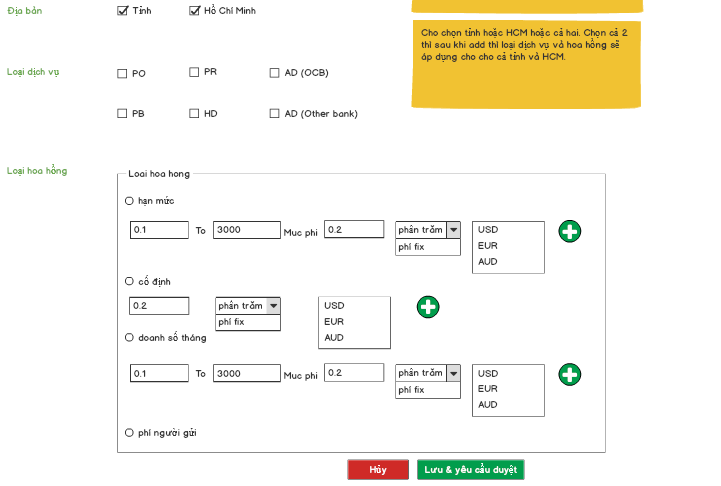 Địa bàn
Tỉnh
Hồ Chí Minh
Cho chọn tỉnh hoặc HCM hoặc cả hai. Chọn cả 2
thì sau khi add thì loại dịch vụ và hoa hồng sẽ
áp dụng cho cho cả tỉnh và HCM.
Loại dịch vụ
PO
PR
AD (OCB)
PB
HD
AD (Other bank)
Loại hoa hồng
Loai hoa hong
hạn mức
0.1 To 3000 Muc phi 0.2 phần trăm USD
phí fix EUR
AUD
cố định
0.2 phần trăm USD
phí fix EUR
AUD
doanh số tháng
0.1 To 3000 Muc phi 0.2 phần trăm USD
phí fix EUR
AUD
phí người gửi
Hủy
Lưu & yêu cầu duyệt